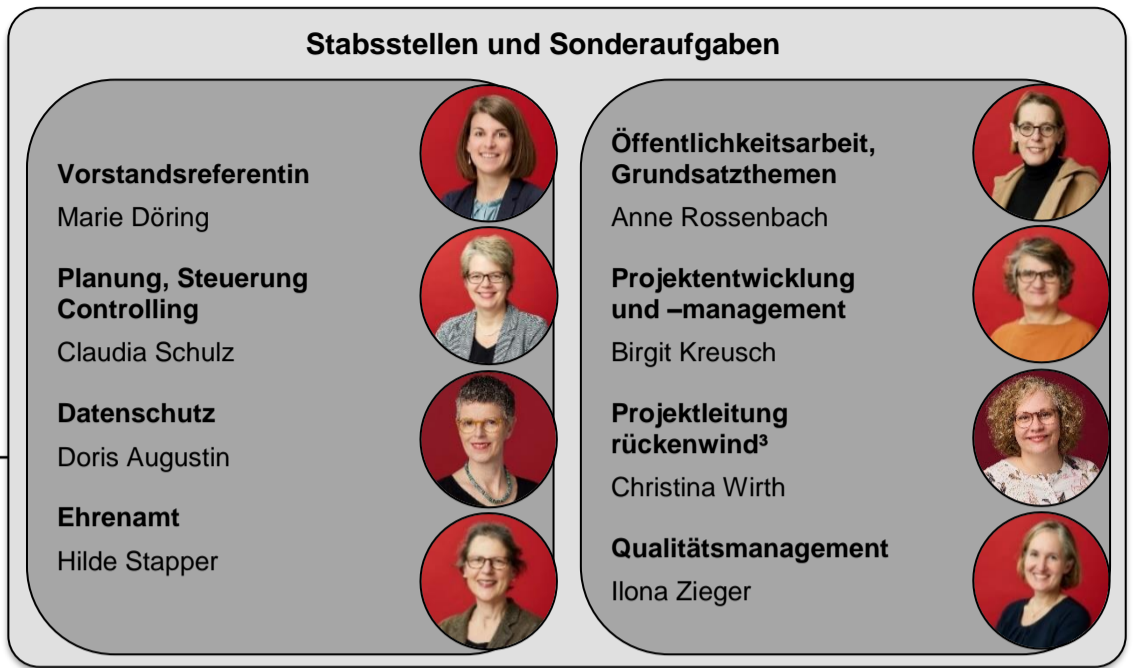 Stabsstellen und Sonderaufgaben
Vorstandsreferentin
Marie Döring
Planung, Steuerung
Controlling
Claudia Schulz
Datenschutz
Doris Augustin
Ehrenamt
Hilde Stapper
Öffentlichkeitsarbeit,
Grundsatzthemen
Anne Rossenbach
Projektentwicklung
und –management
Birgit Kreusch
Projektleitung
rückenwind³
Christina Wirth
Qualitätsmanagement
Ilona Zieger